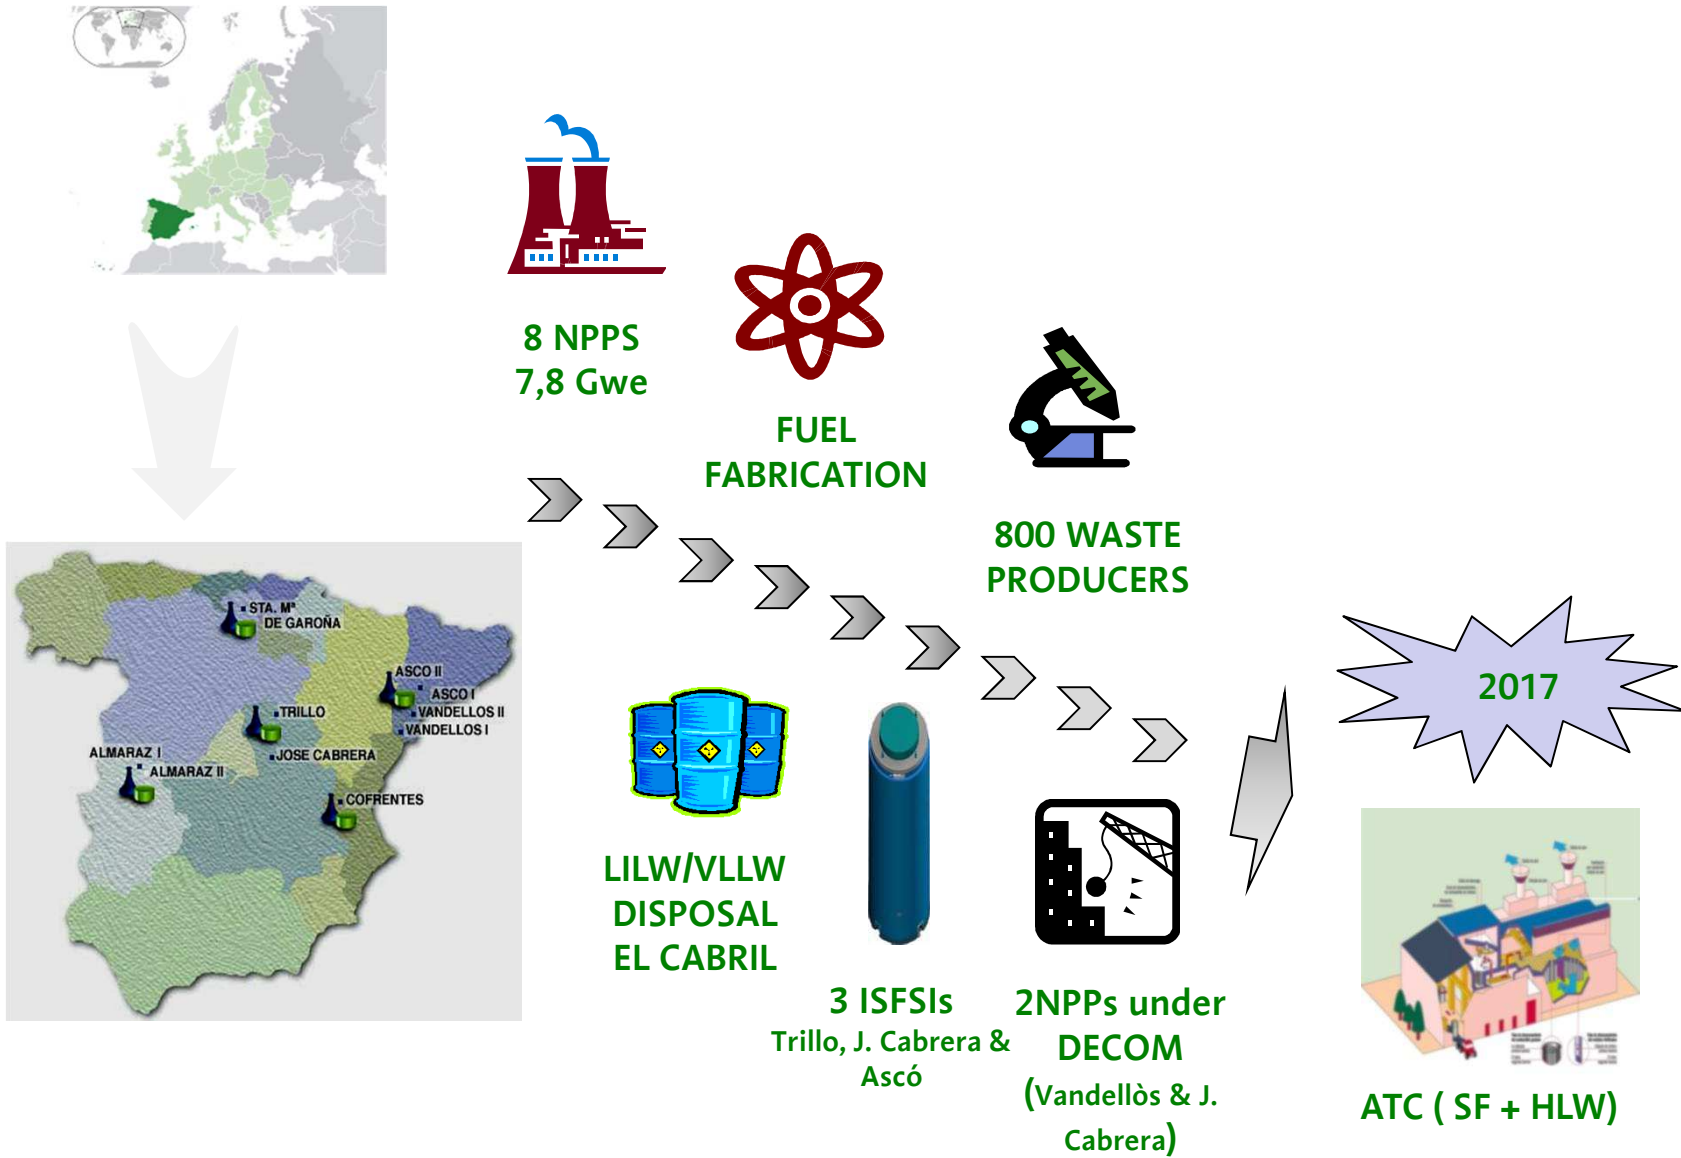 8 NPPS
7,8 Gwe
FUEL
FABRICATION
800 WASTE
PRODUCERS
STA. Mª
DE GAROÑA
ASCO II
ASCO I
VANDELLOS II
VANDELLOS I
TRILLO
JOSE CABRERA
ALMARAZ I
ALMARAZ II
COFRENTES
LILW/VLLW
DISPOSAL
EL CABRIL
3 ISFSIs
Trillo, J. Cabrera &
Ascó
2NPPs under
DECOM
(Vandellòs & J.
Cabrera)
2017
ATC ( SF + HLW)